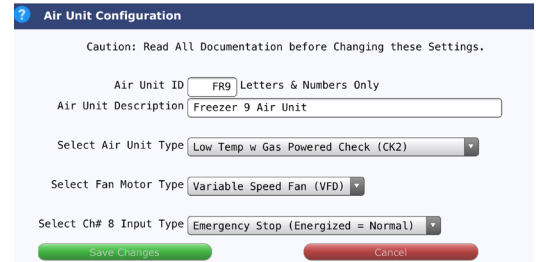 ? Air Unit Configuration
Caution: Read All Documentation before Changing these Settings.
Air Unit ID FR9 Letters & Numbers Only
Air Unit Description Freezer 9 Air Unit
Select Air Unit Type Low Temp w Gas Powered Check (CK2)
Select Fan Motor Type Variable Speed Fan (VFD)
Select Ch# 8 Input Type Emergency Stop (Energized = Normal)
Save Changes Cancel